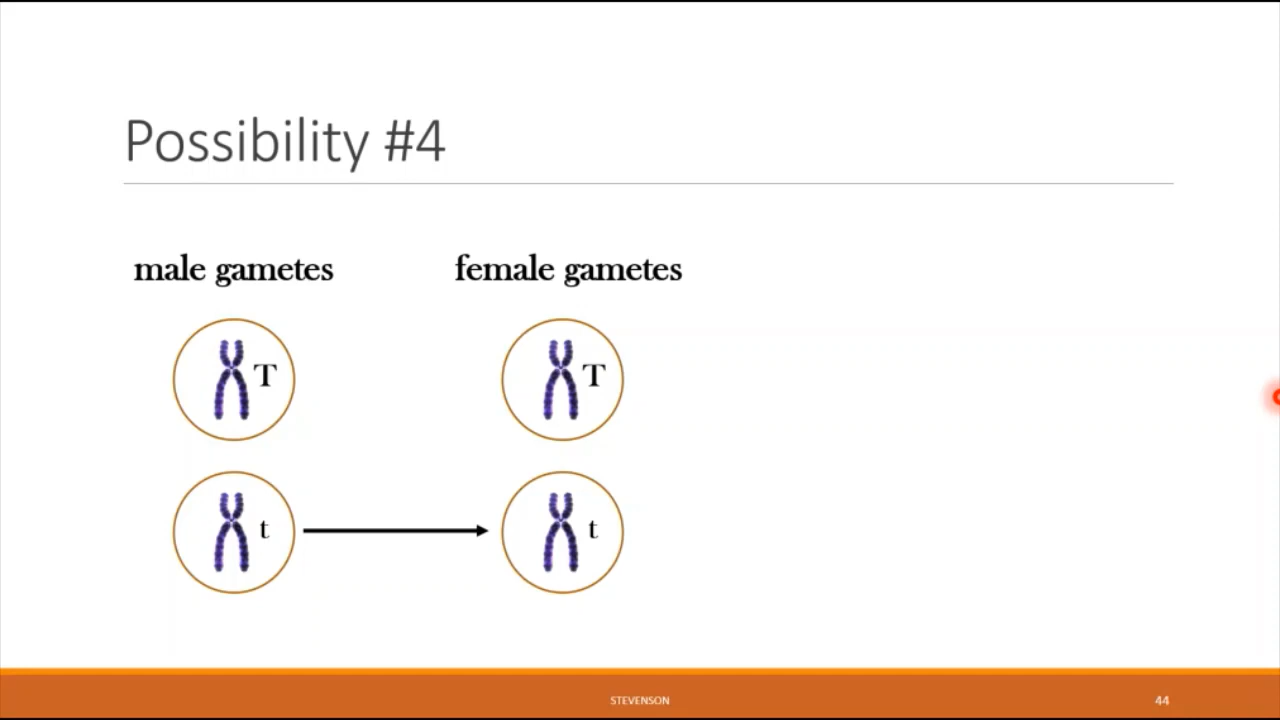 Possibility #4
male gametes female gametes
T T
t t
STEVENSON 44